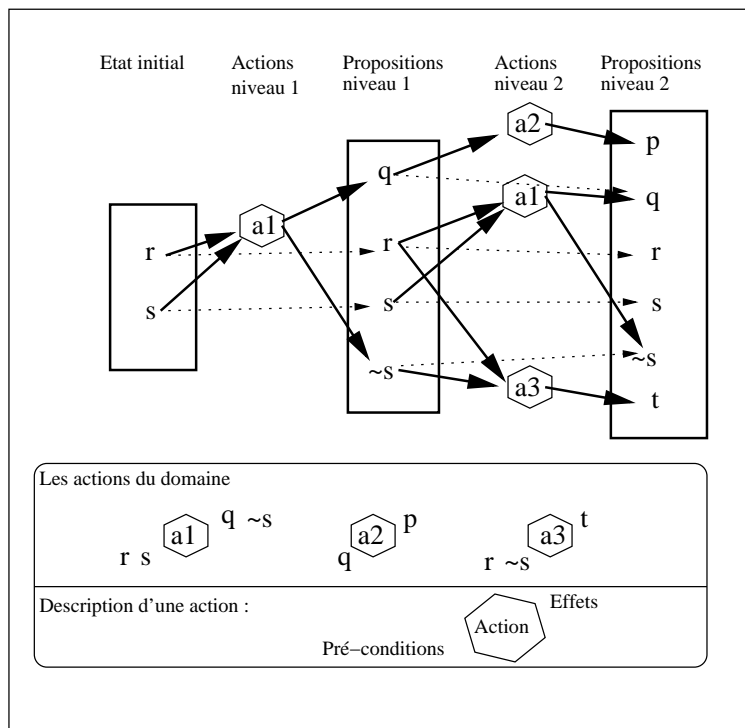 Etat initial Actions Propositions Actions Propositions
niveau 1 niveau 1 niveau 2 niveau 2
a2
p
q
a1 q
a1
r r r
s s s
~s ~s
a3
t
Les actions du domaine
r s a1 q ~s
q a2 p
r ~s a3 t
Description d'une action :
Effets
Action
Pré-conditions